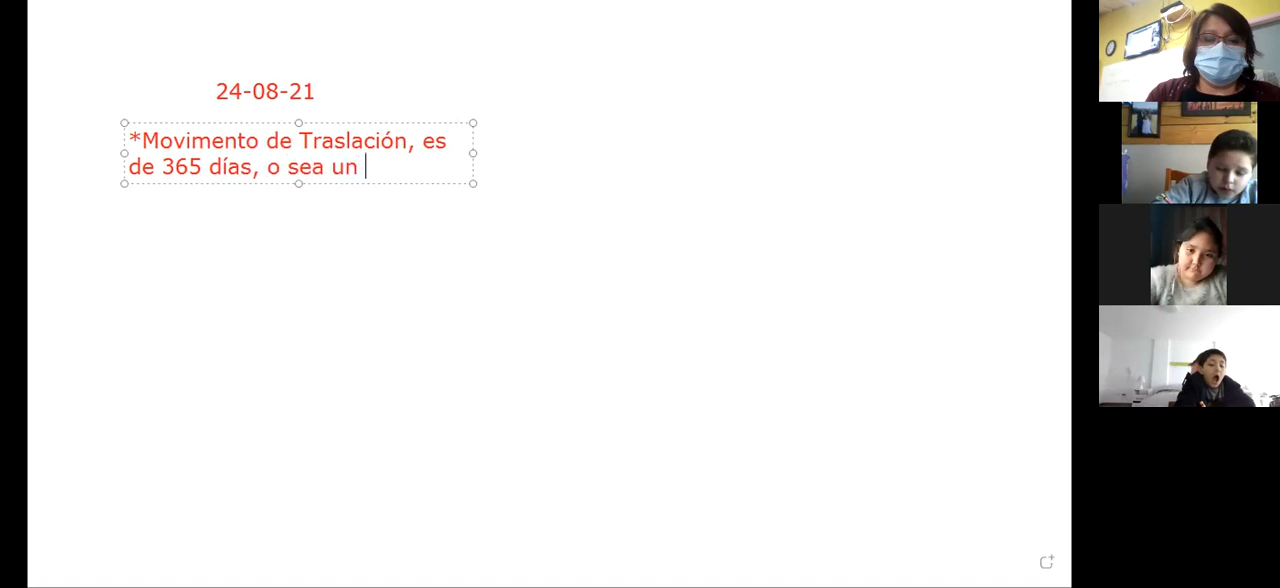 24-08-21
*Movimento de Traslación, es
de 365 días, o sea un